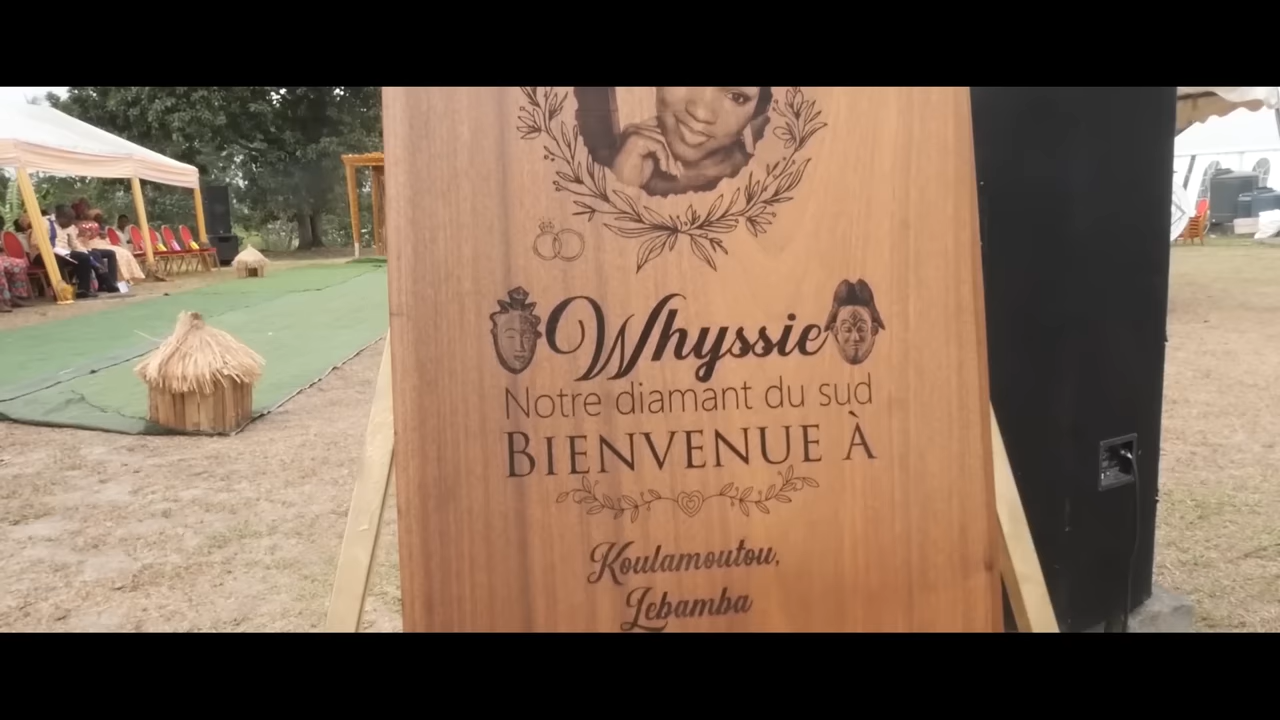 Whyssie
Notre diamant du sud
BIENVENUE À
Koulamoutou,
Lebamba